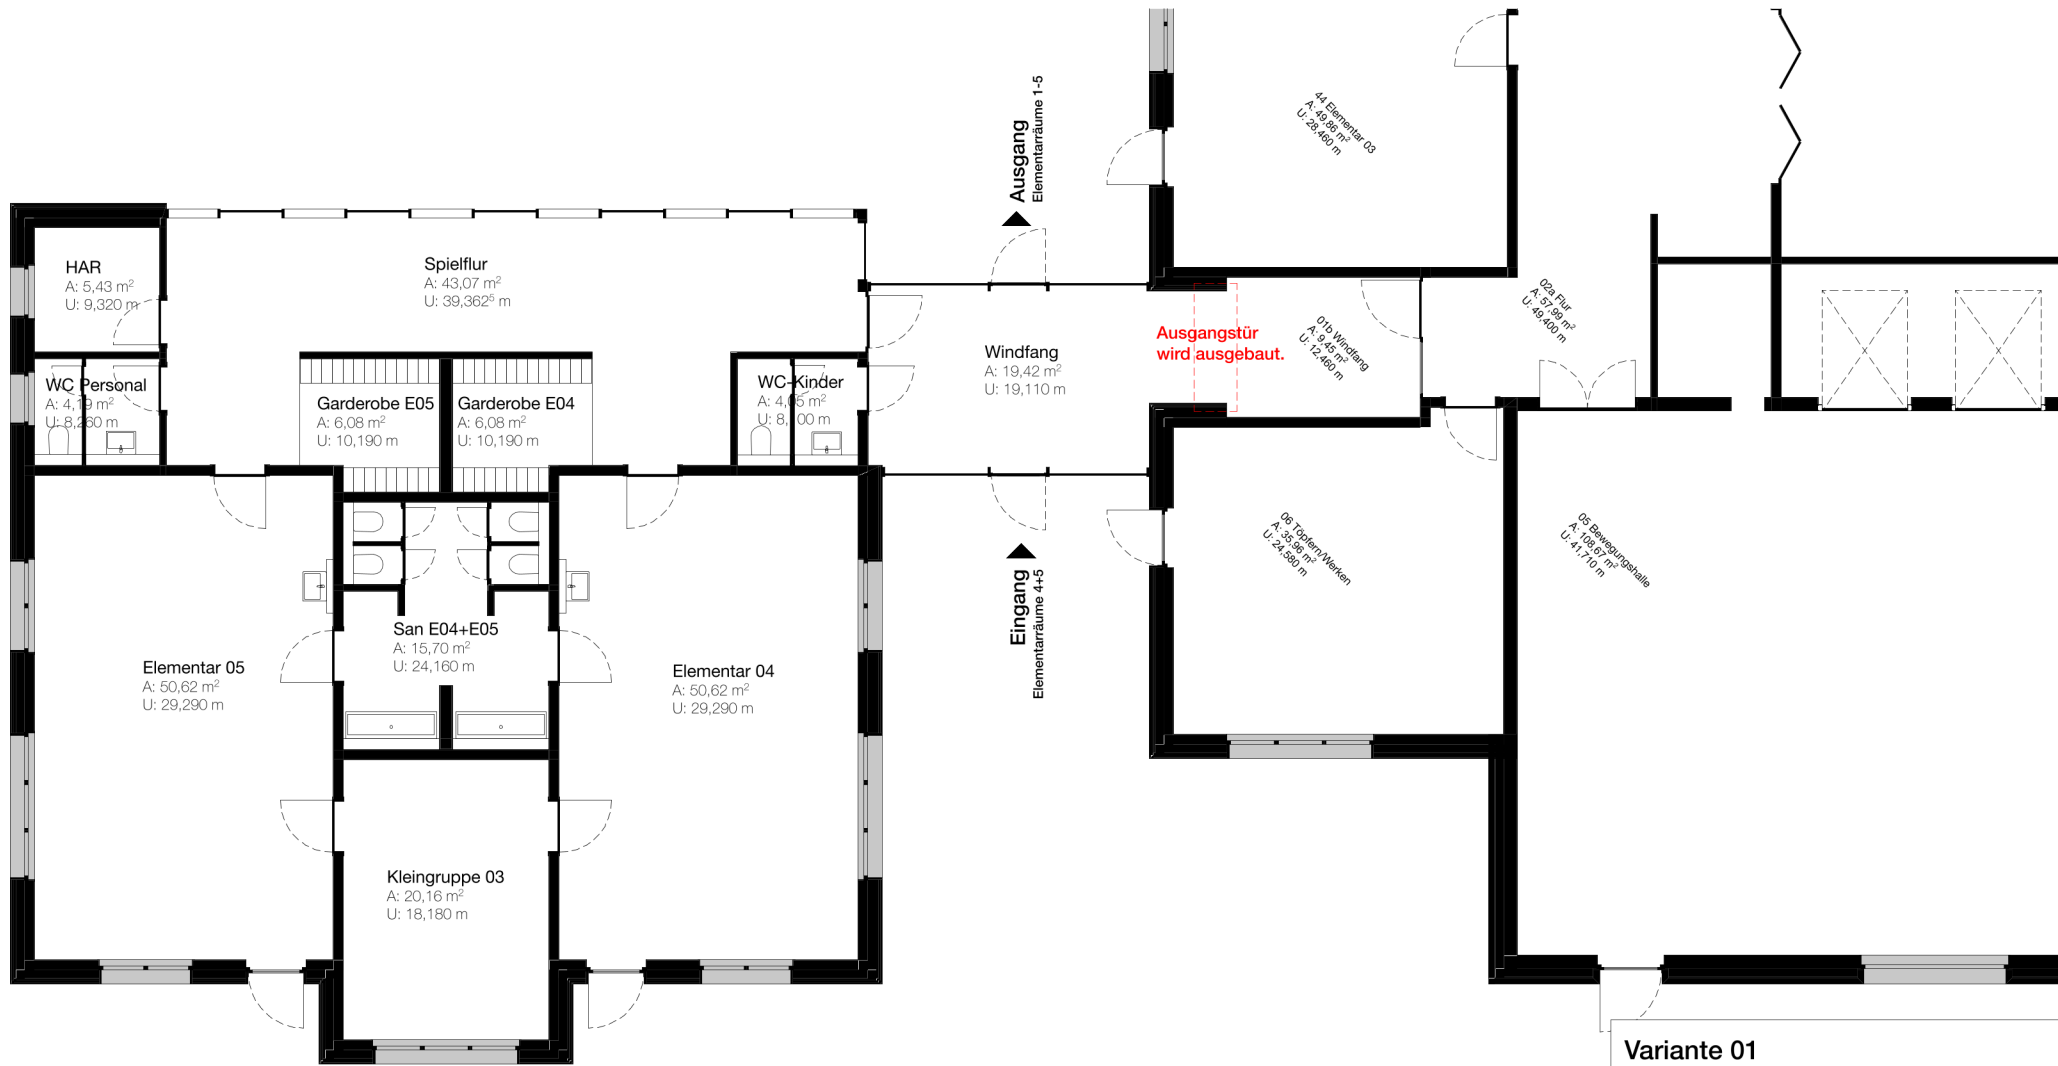 Ausgang
Elementarräume 1-5
44 Elementar 03
A: 49,86 m²
U: 28,460 m
HAR
A: 5,43 m²
U: 9,320 m
Spielflur
A: 43,07 m²
U: 39,362⁵ m
02a Flur
A: 57,99 m²
U: 49,400 m
Ausgangstür
wird ausgebaut.
01b Windfang
A: 9,45 m²
U: 12,460 m
Windfang
A: 19,42 m²
U: 19,110 m
WC Personal
A: 4,19 m²
U: 8,260 m
Garderobe E05
A: 6,08 m²
U: 10,190 m
Garderobe E04
A: 6,08 m²
U: 10,190 m
WC-Kinder
A: 4,05 m²
U: 8,100 m
06 Töpfern/Werken
A: 35,96 m²
U: 24,580 m
05 Bewegungshalle
A: 108,67 m²
U: 41,710 m
Eingang
Elementarräume 4+5
San E04+E05
A: 15,70 m²
U: 24,160 m
Elementar 05
A: 50,62 m²
U: 29,290 m
Elementar 04
A: 50,62 m²
U: 29,290 m
Kleingruppe 03
A: 20,16 m²
U: 18,180 m
Variante 01